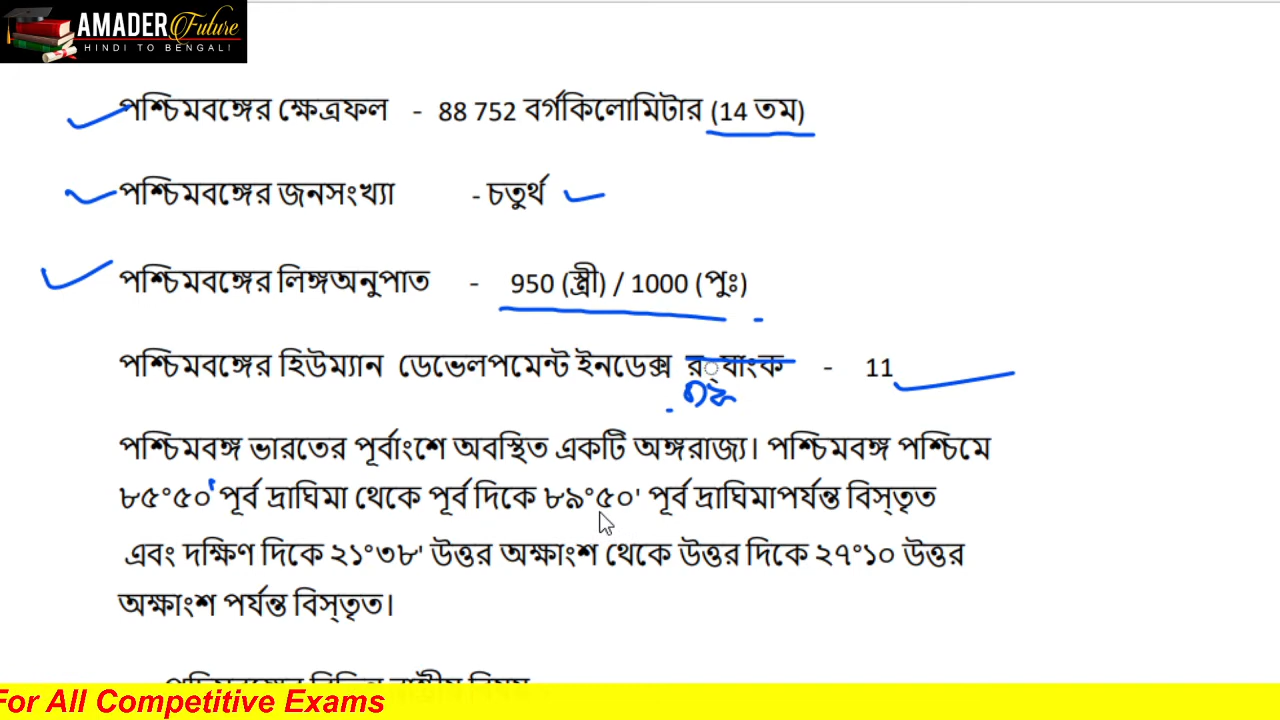 AMADER Future
HINDI TO BENGALI
পশ্চিমবঙ্গের ক্ষেত্রফল - 88 752 বর্গকিলোমিটার (14 তম)
পশ্চিমবঙ্গের জনসংখ্যা - চতুর্থ
পশ্চিমবঙ্গের লিঙ্গঅনুপাত - 950 (স্ত্রী) / 1000 (পুঃ)
পশ্চিমবঙ্গের হিউম্যান ডেভেলপমেন্ট ইনডেক্স র‌্যাংক - 11
পশ্চিমবঙ্গ ভারতের পূর্বাংশে অবস্থিত একটি অঙ্গরাজ্য। পশ্চিমবঙ্গ পশ্চিমে
৮৫°৫০' পূর্ব দ্রাঘিমা থেকে পূর্ব দিকে ৮৯°৫০' পূর্ব দ্রাঘিমাপর্যন্ত বিস্তৃত
এবং দক্ষিণ দিকে ২১°৩৮' উত্তর অক্ষাংশ থেকে উত্তর দিকে ২৭°১০ উত্তর
অক্ষাংশ পর্যন্ত বিস্তৃত।
For All Competitive Exams